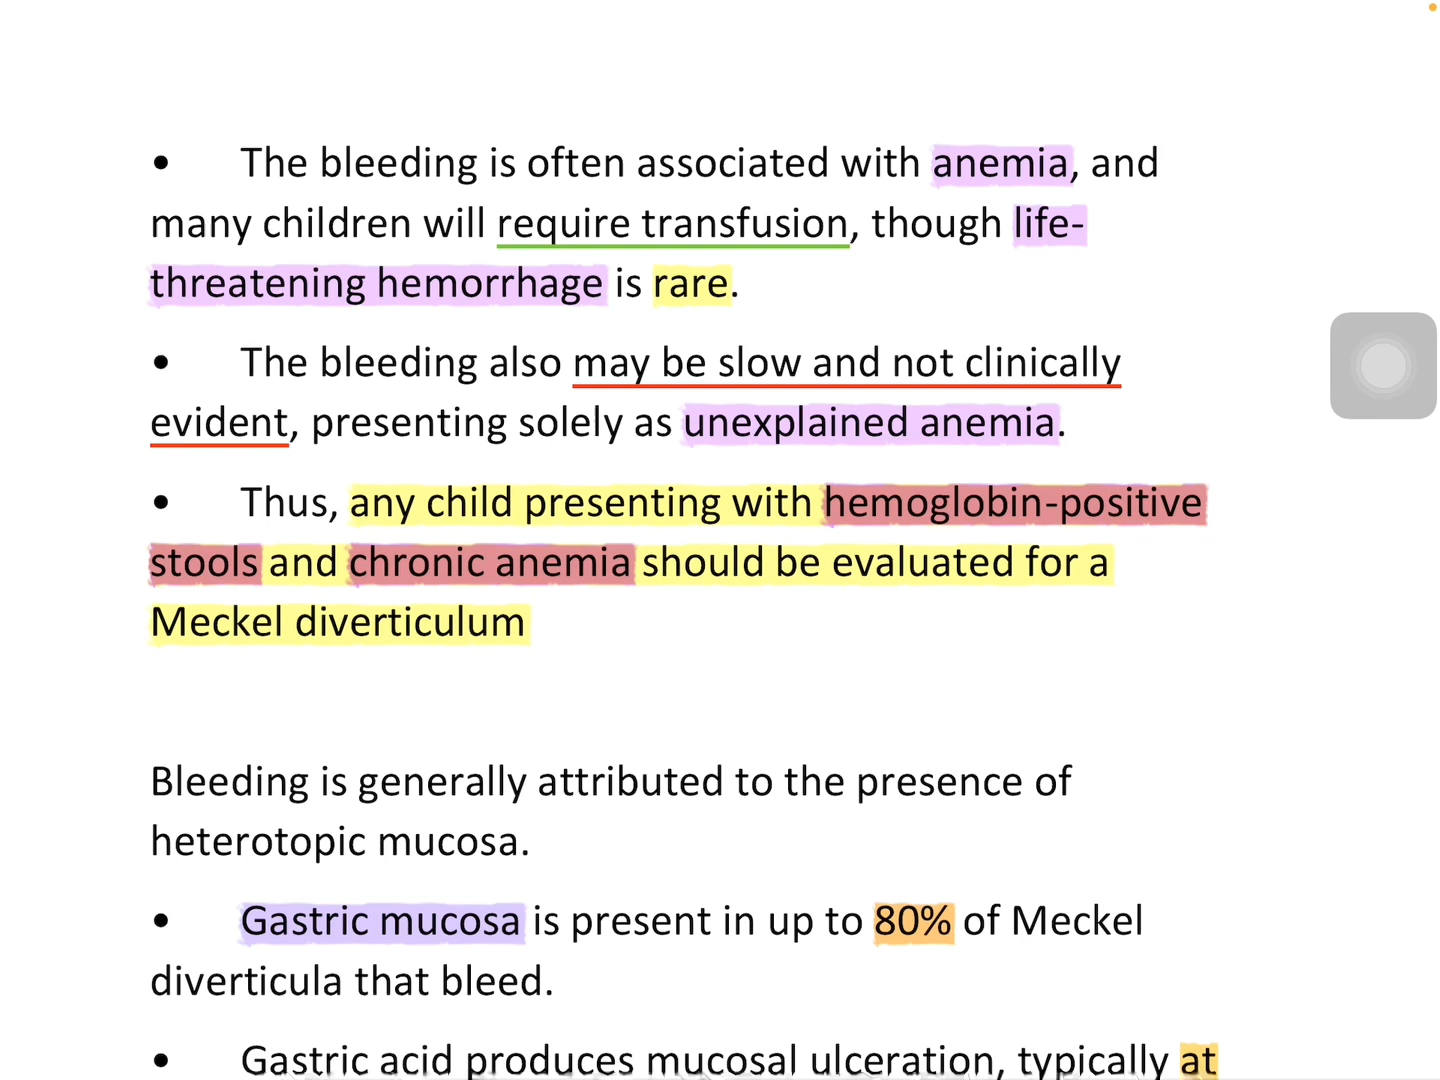 • The bleeding is often associated with anemia, and
many children will require transfusion, though life-
threatening hemorrhage is rare.
• The bleeding also may be slow and not clinically
evident, presenting solely as unexplained anemia.
• Thus, any child presenting with hemoglobin-positive
stools and chronic anemia should be evaluated for a
Meckel diverticulum
Bleeding is generally attributed to the presence of
heterotopic mucosa.
• Gastric mucosa is present in up to 80% of Meckel
diverticula that bleed.
• Gastric acid produces mucosal ulceration, typically at